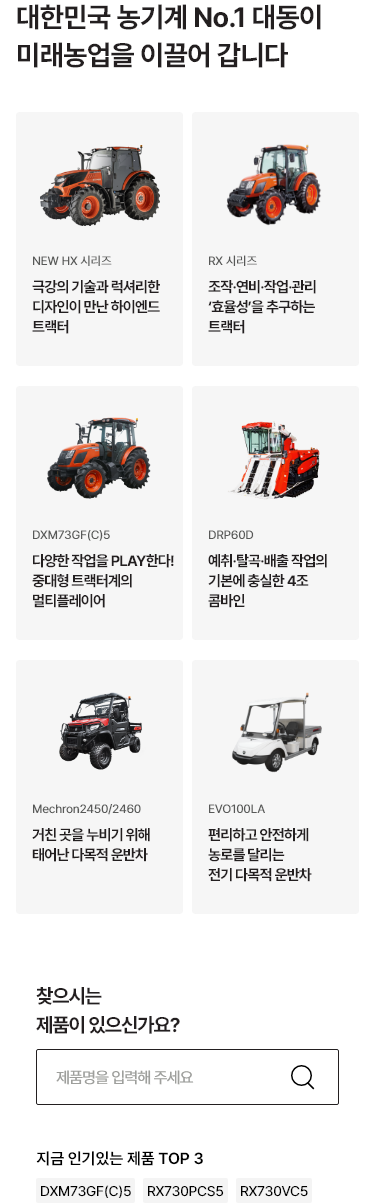 대한민국 농기계 No.1 대동이
미래농업을 이끌어 갑니다
NEW HX 시리즈
극강의 기술과 럭셔리한
디자인이 만난 하이엔드
트랙터
RX 시리즈
조작·연비·작업·관리
‘효율성’을 추구하는
트랙터
DXM73GF(C)5
다양한 작업을 PLAY한다!
중대형 트랙터계의
멀티플레이어
DRP60D
예취·탈곡·배출 작업의
기본에 충실한 4조
콤바인
Mechron2450/2460
거친 곳을 누비기 위해
태어난 다목적 운반차
EVO100LA
편리하고 안전하게
농로를 달리는
전기 다목적 운반차
찾으시는
제품이 있으신가요?
제품명을 입력해 주세요
지금 인기있는 제품 TOP 3
DXM73GF(C)5 RX730PCS5 RX730VC5